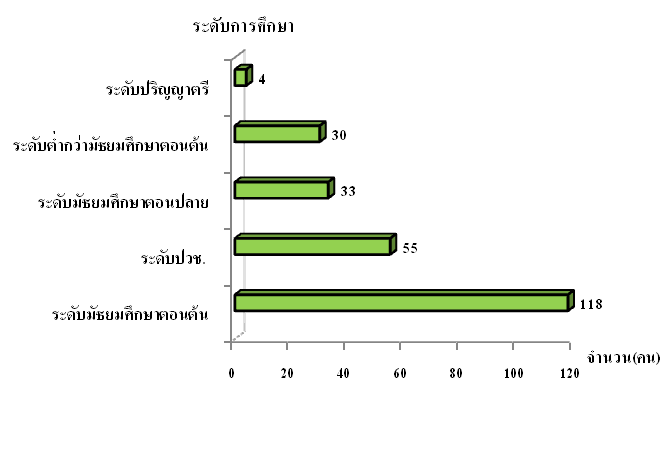 ระดับการศึกษา
ระดับปริญญาตรี 4
ระดับต่ำกว่ามัธยมศึกษาตอนต้น 30
ระดับมัธยมศึกษาตอนปลาย 33
ระดับปวช. 55
ระดับมัธยมศึกษาตอนต้น 118
จำนวน(คน)
0 20 40 60 80 100 120